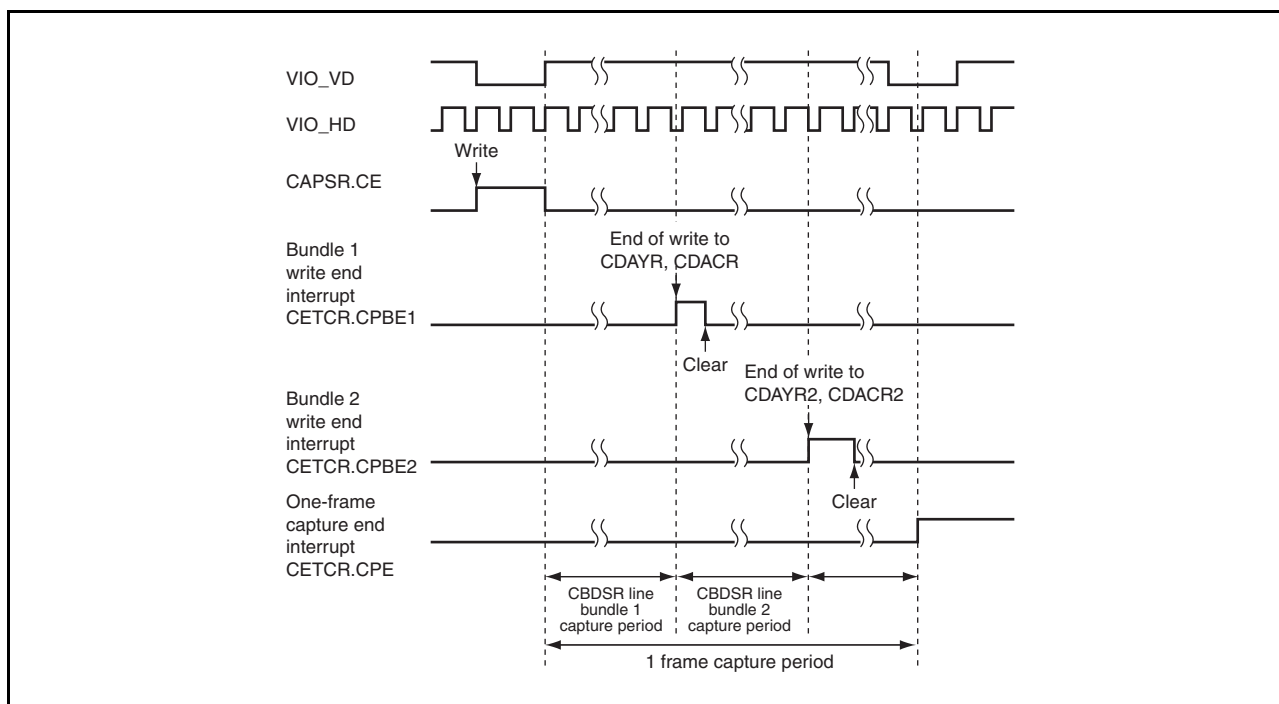 VIO_VD
VIO_HD
Write
CAPSR.CE
End of write to
CDAYR, CDACR
Bundle 1
write end
interrupt
CETCR.CPBE1
Clear
End of write to
CDAYR2, CDACR2
Bundle 2
write end
interrupt
CETCR.CPBE2
Clear
One-frame
capture end
interrupt
CETCR.CPE
CBDSR line
bundle 1
capture period
CBDSR line
bundle 2
capture period
1 frame capture period